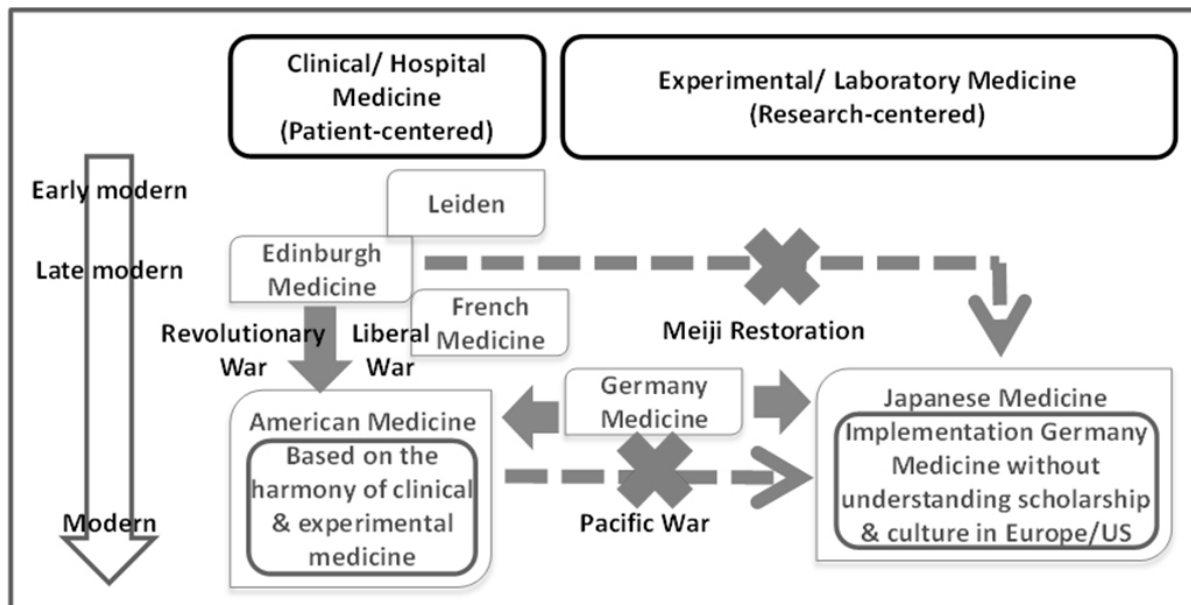 Clinical/ Hospital
Medicine
(Patient-centered)
Experimental/ Laboratory Medicine
(Research-centered)
Early modern
Leiden
Late modern
Edinburgh
Medicine
French
Medicine
Revolutionary
War
Liberal
War
Meiji Restoration
Germany
Medicine
American Medicine
Based on the
harmony of clinical
& experimental
medicine
Japanese Medicine
Implementation Germany
Medicine without
understanding scholarship
& culture in Europe/US
Pacific War
Modern